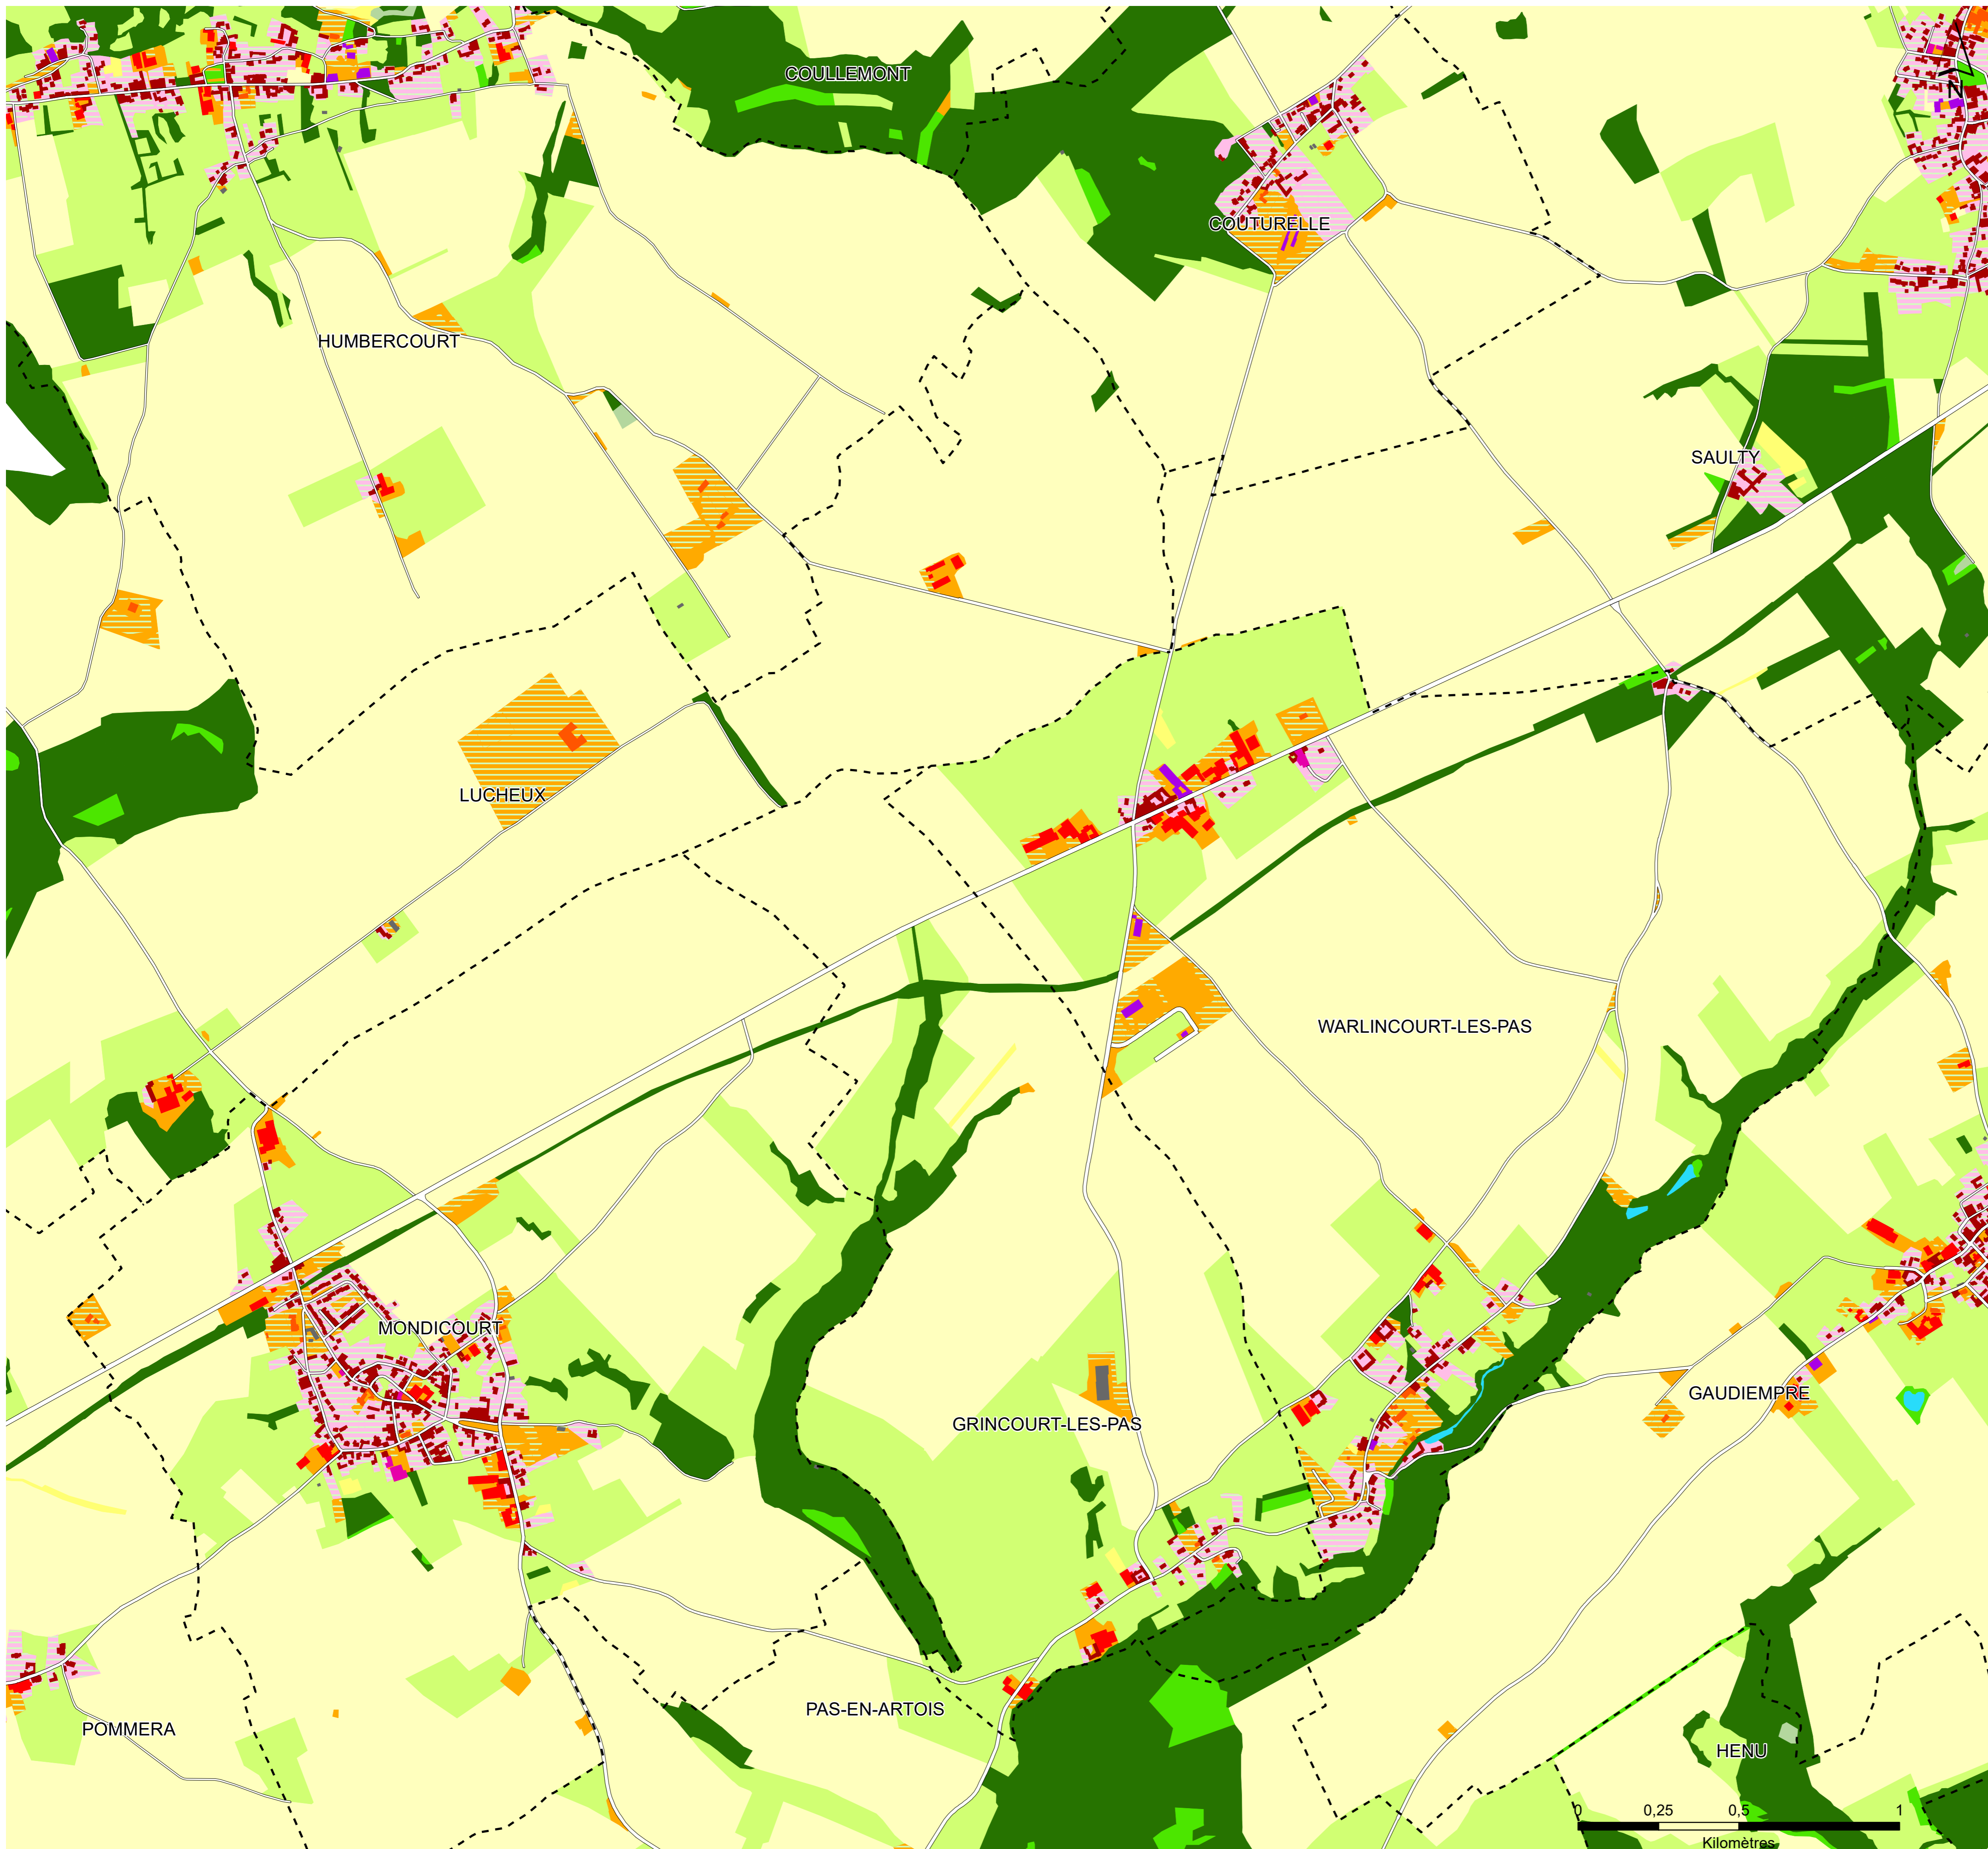 COULLEMONT
N
COUTURELLE
HUMBERCOURT
SAULTY
LUCHEUX
WARLINCOURT-LES-PAS
MONDICOURT
GAUDIEMPRE
GRINCOURT-LES-PAS
PAS-EN-ARTOIS
POMMERA
HENU
0 0,25 0,5 1
Kilomètres